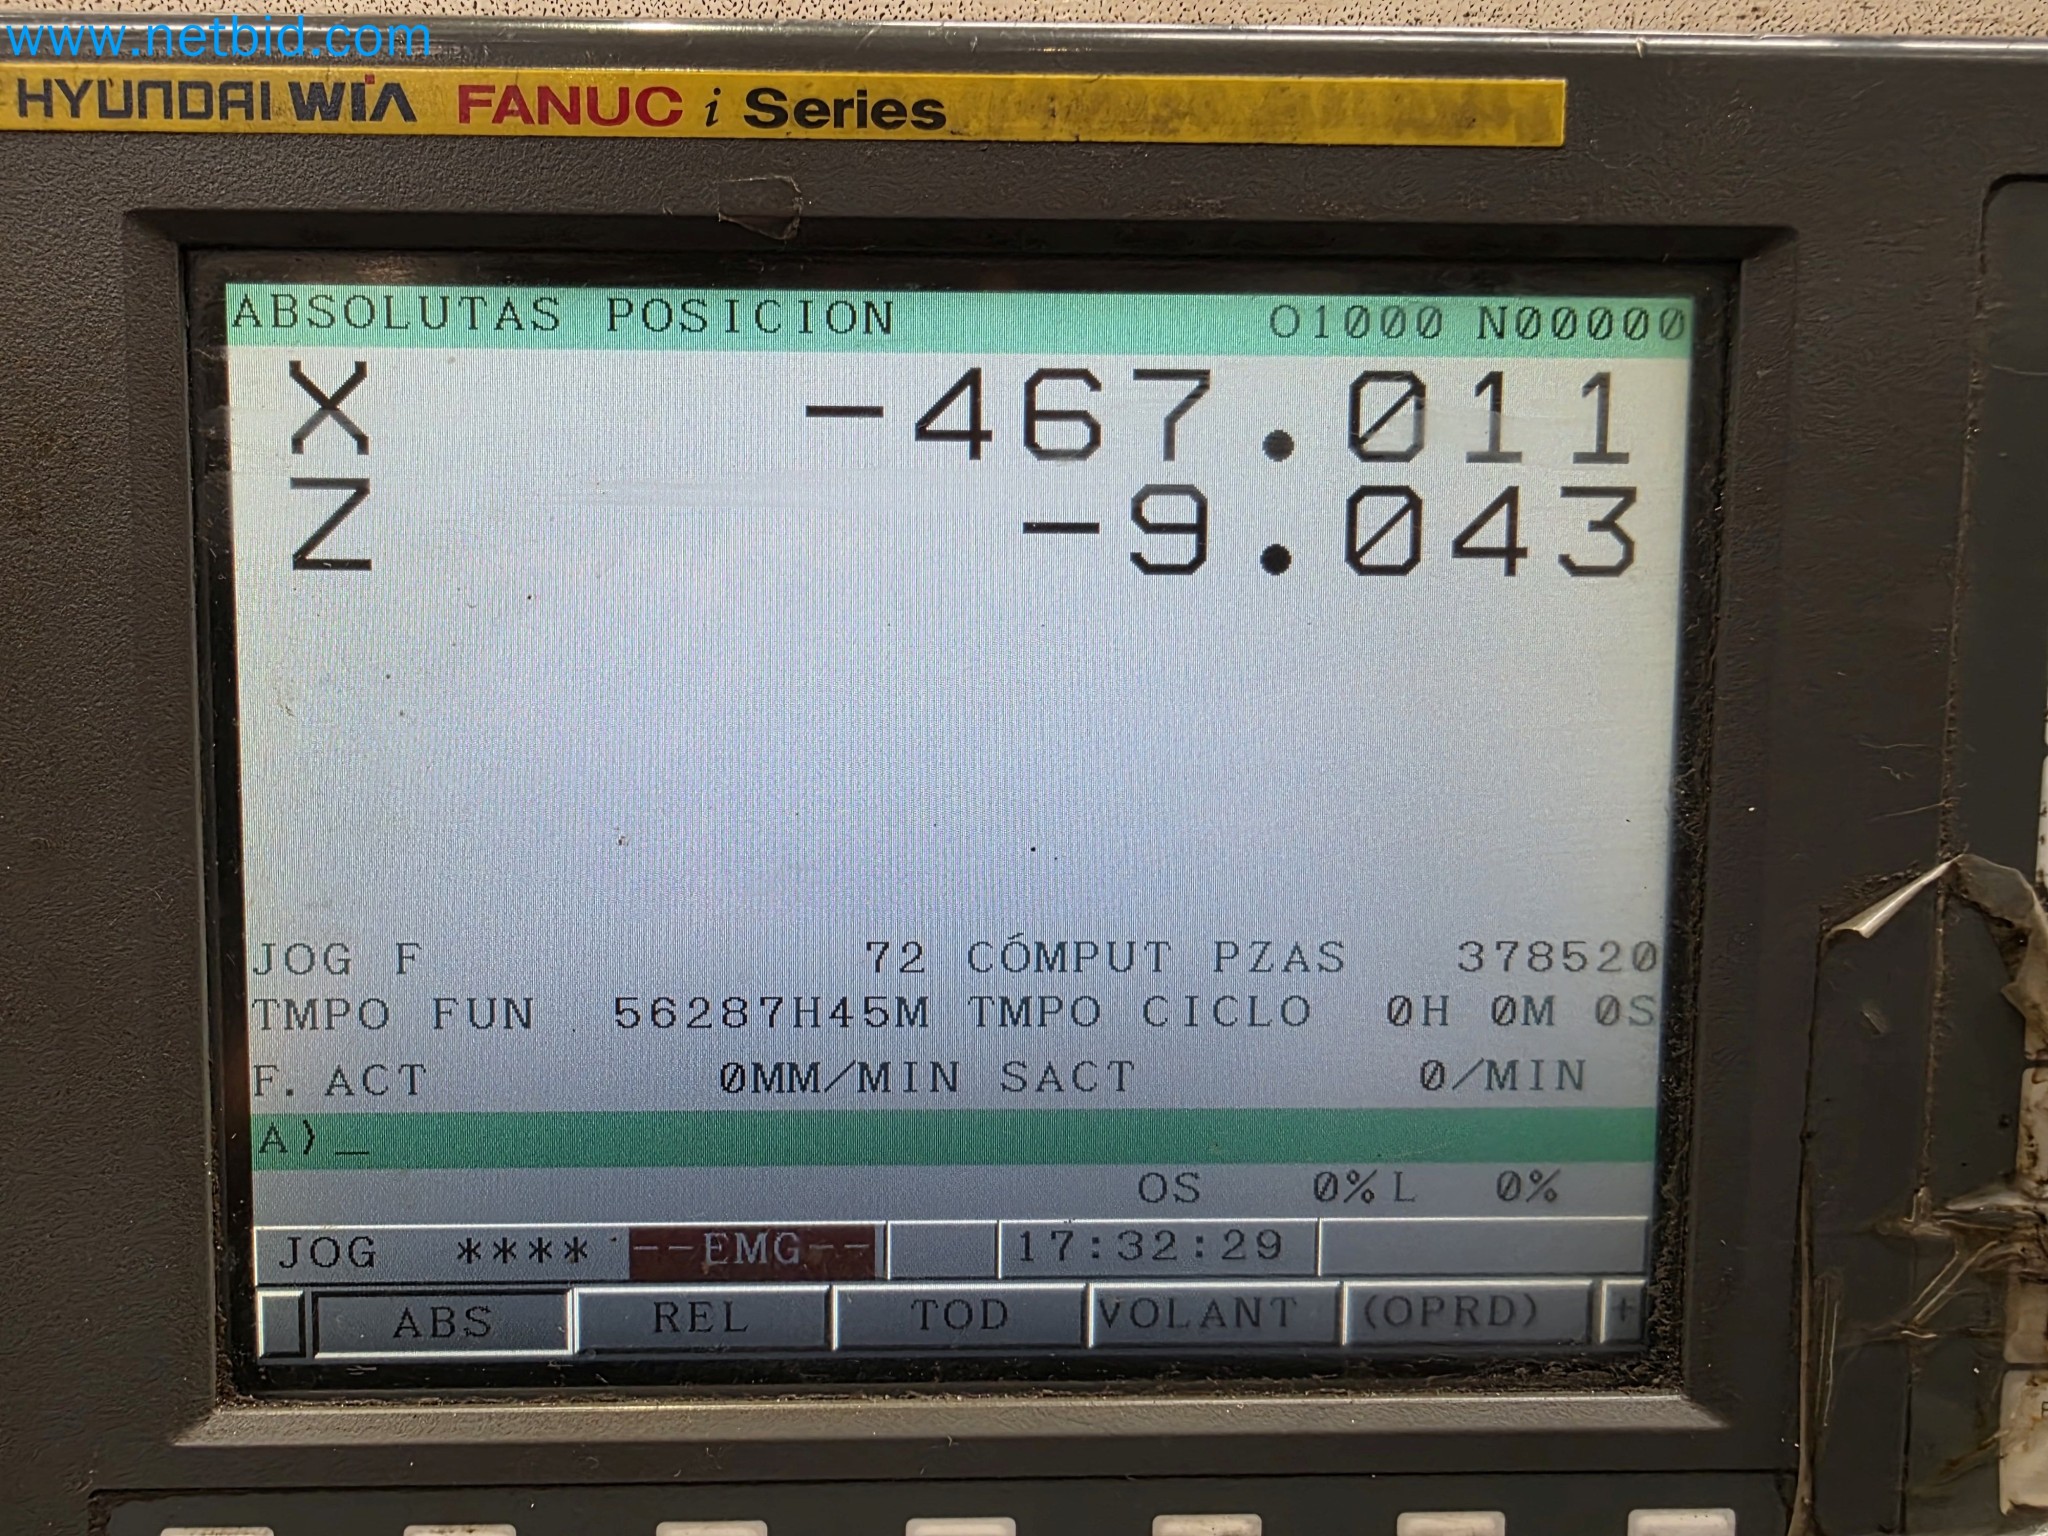 www.netbid.com
HYUNDAI WIA FANUC i Series
ABSOLUTAS POSICION O1000 N00000
X -467.011
Z -9.043
JOG F 72 CÓMPUT PZAS 378520
TMPO FUN 56287H45M TMPO CICLO 0H 0M 0S
F. ACT 0MM/MIN SACT 0/MIN
A)_
OS 0% L 0%
JOG **** --EMG-- 17:32:29
ABS REL TOD VOLANT (OPRD) +